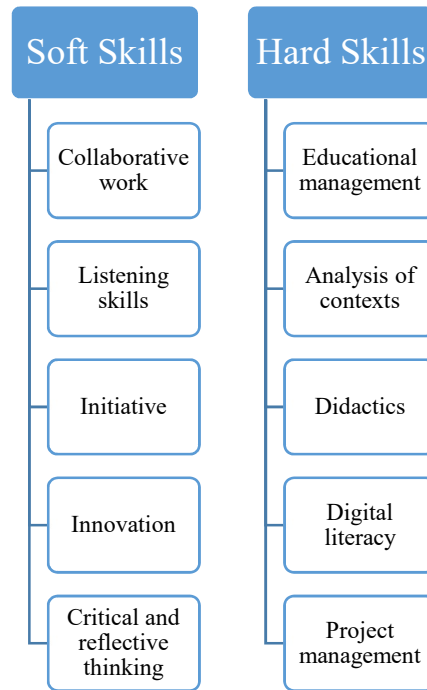 Soft Skills
Collaborative
work
Listening
skills
Initiative
Innovation
Critical and
reflective
thinking
Hard Skills
Educational
management
Analysis of
contexts
Didactics
Digital
literacy
Project
management